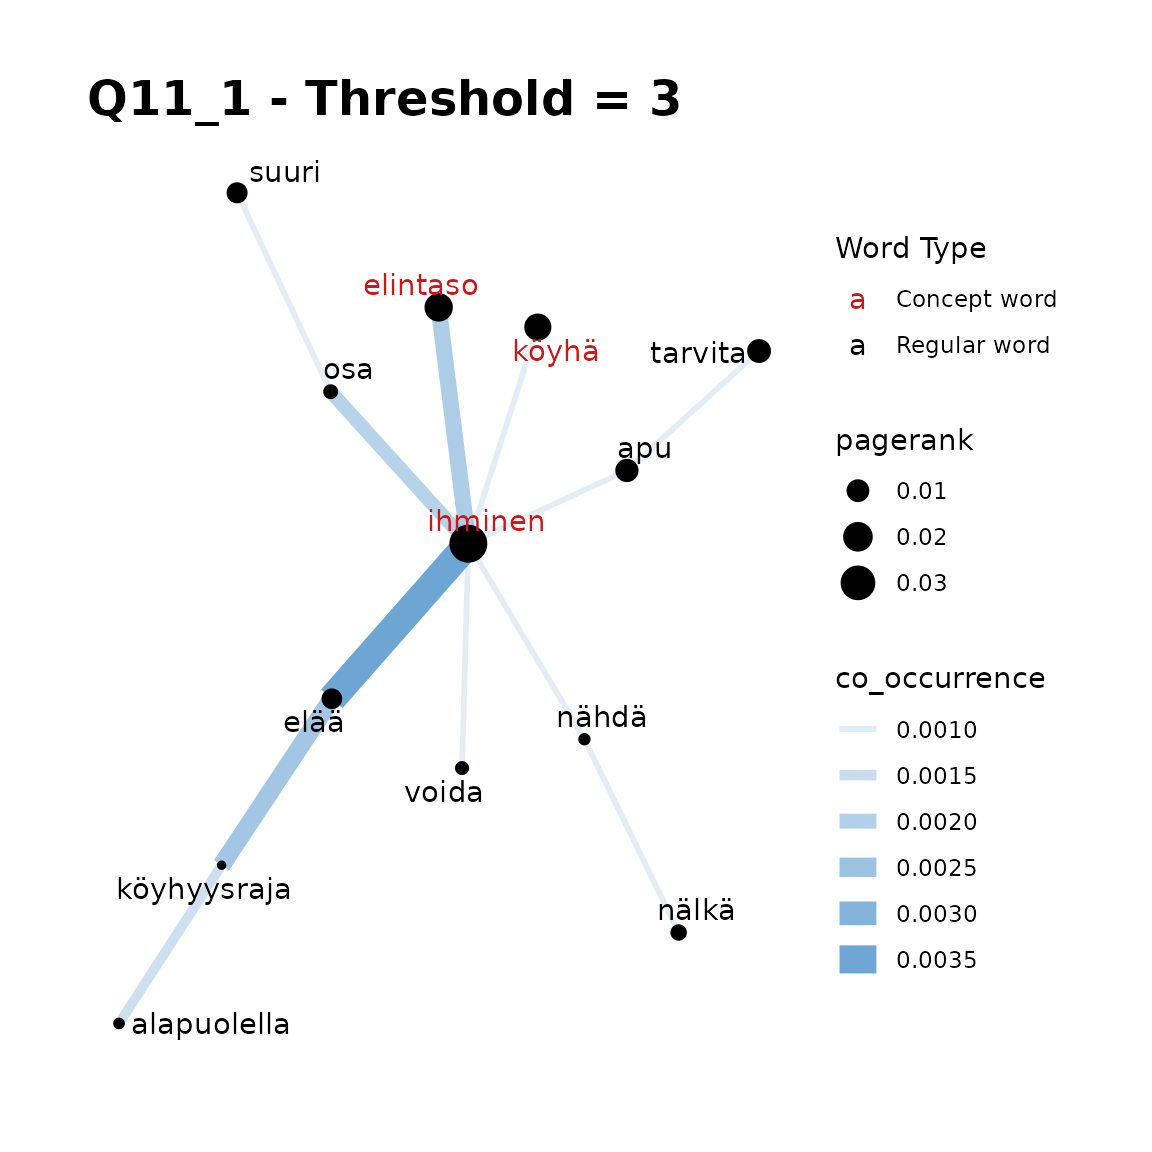 Q11_1 - Threshold = 3
suuri
elintaso
köyhä
tarvita
osa
apu
ihminen
elää
nähdä
voida
köyhyysraja
nälkä
alapuolella
Word Type
a Concept word
a Regular word
pagerank
0.01
0.02
0.03
co_occurrence
0.0010
0.0015
0.0020
0.0025
0.0030
0.0035